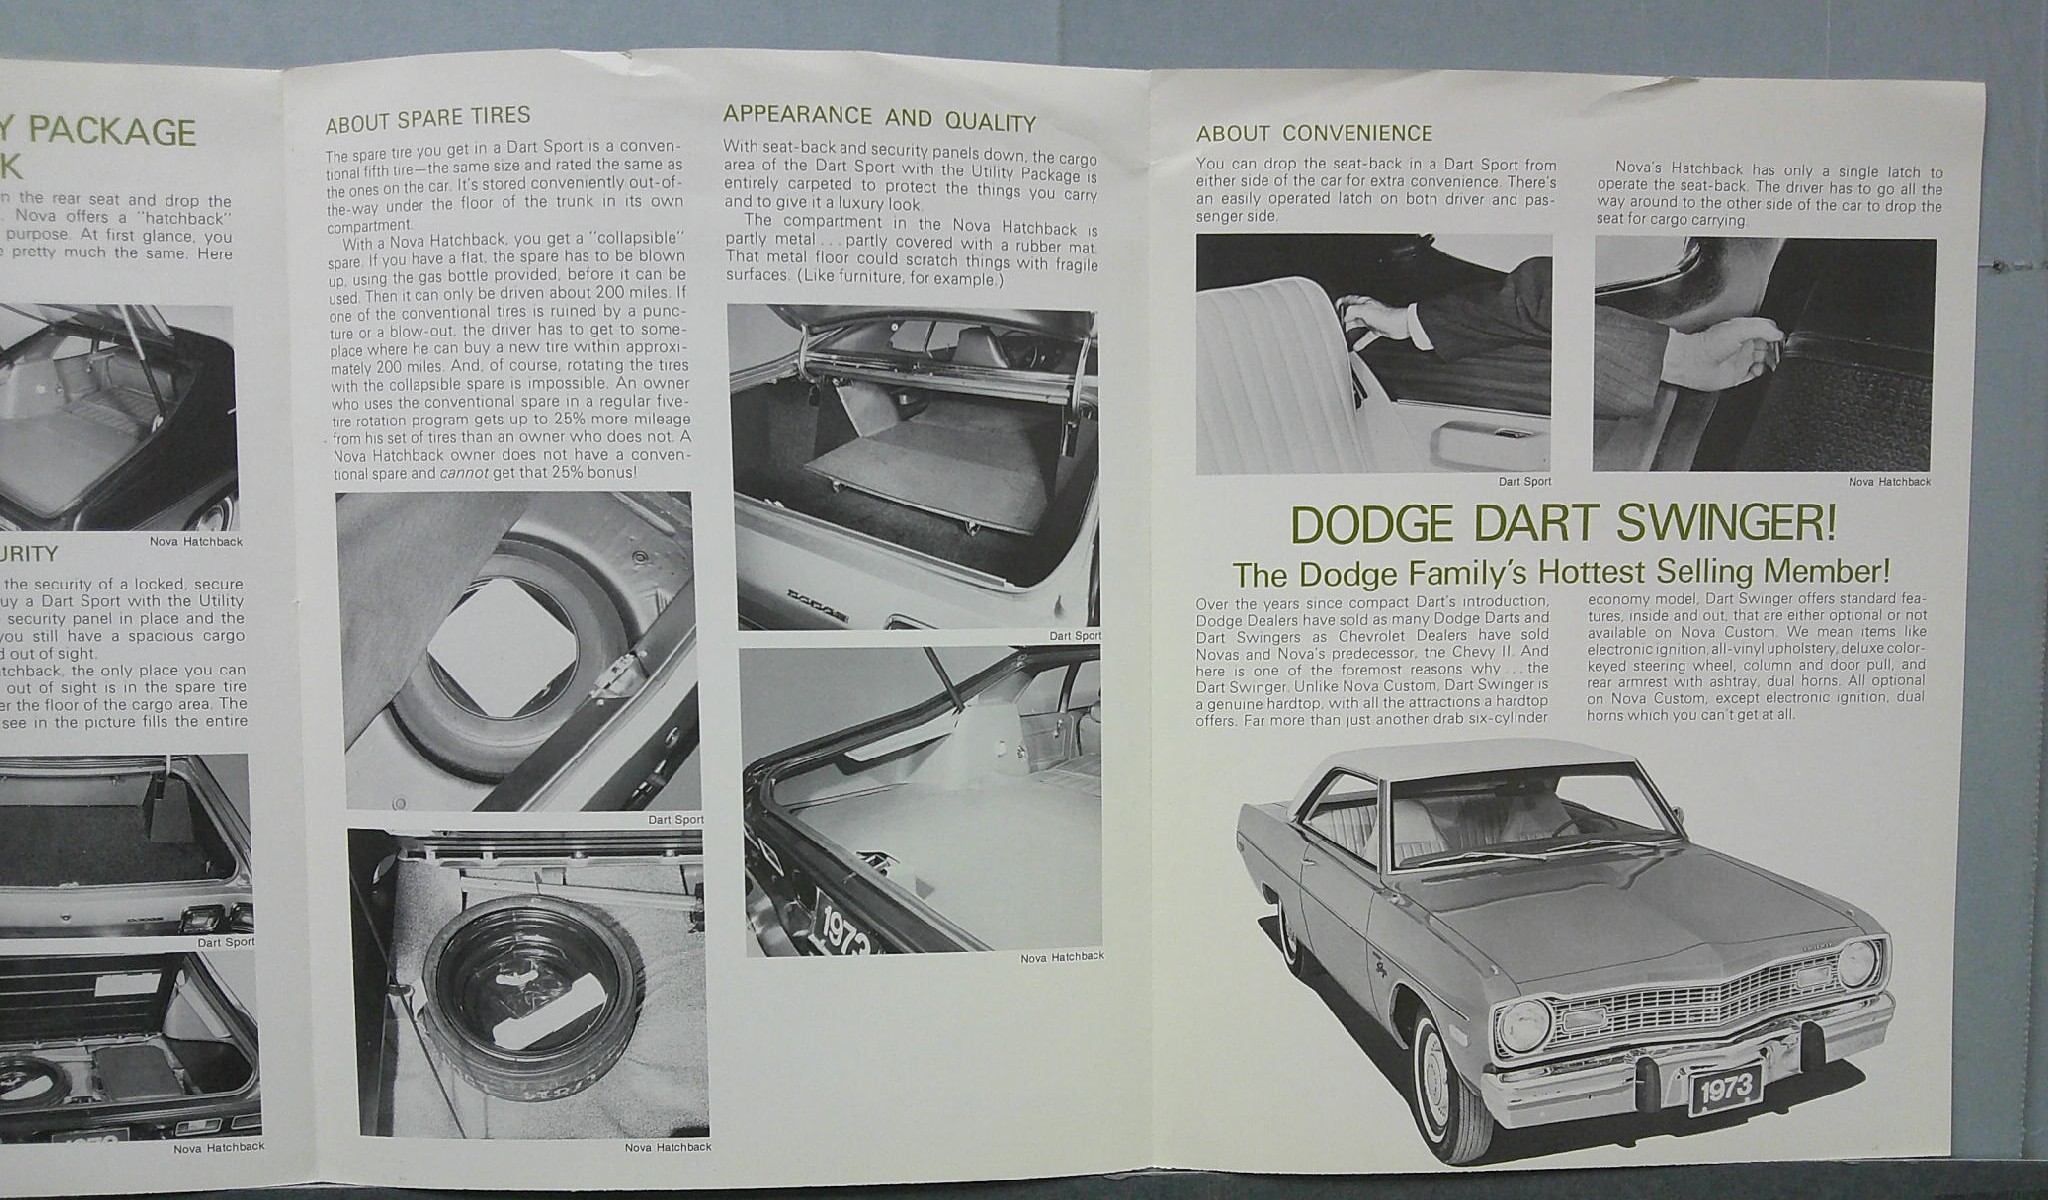 Y PACKAGE
K
n the rear seat and drop the
. Nova offers a "hatchback"
purpose. At first glance, you
e pretty much the same. Here
Nova Hatchback
URITY
the security of a locked, secure
uy a Dart Sport with the Utility
security panel in place and the
you still have a spacious cargo
d out of sight.
tchback, the only place you can
out of sight is in the spare tire
er the floor of the cargo area. The
see in the picture fills the entire
Dart Sport
Nova Hatchback
ABOUT SPARE TIRES
The spare tire you get in a Dart Sport is a conven-
tional fifth tire—the same size and rated the same as
the ones on the car. It's stored conveniently out-of-
the-way under the floor of the trunk in its own
compartment.
With a Nova Hatchback, you get a "collapsible"
spare. If you have a flat, the spare has to be blown
up, using the gas bottle provided, before it can be
used. Then it can only be driven about 200 miles. If
one of the conventional tires is ruined by a punc-
ture or a blow-out, the driver has to get to some-
place where he can buy a new tire within approxi-
mately 200 miles. And, of course, rotating the tires
with the collapsible spare is impossible. An owner
who uses the conventional spare in a regular five-
tire rotation program gets up to 25% more mileage
from his set of tires than an owner who does not. A
Nova Hatchback owner does not have a conven-
tional spare and cannot get that 25% bonus!
Dart Sport
Nova Hatchback
APPEARANCE AND QUALITY
With seat-back and security panels down, the cargo
area of the Dart Sport with the Utility Package is
entirely carpeted to protect the things you carry
and to give it a luxury look.
The compartment in the Nova Hatchback is
partly metal . . . partly covered with a rubber mat.
That metal floor could scratch things with fragile
surfaces. (Like furniture, for example.)
DODGE
Dart Sport
1973
Nova Hatchback
ABOUT CONVENIENCE
You can drop the seat-back in a Dart Sport from
either side of the car for extra convenience. There's
an easily operated latch on both driver and pas-
senger side.
Dart Sport
Nova's Hatchback has only a single latch to
operate the seat-back. The driver has to go all the
way around to the other side of the car to drop the
seat for cargo carrying.
Nova Hatchback
DODGE DART SWINGER!
The Dodge Family's Hottest Selling Member!
Over the years since compact Dart's introduction,
Dodge Dealers have sold as many Dodge Darts and
Dart Swingers as Chevrolet Dealers have sold
Novas and Nova's predecessor, the Chevy II. And
here is one of the foremost reasons why . . . the
Dart Swinger. Unlike Nova Custom, Dart Swinger is
a genuine hardtop, with all the attractions a hardtop
offers. Far more than just another drab six-cylinder
economy model, Dart Swinger offers standard fea-
tures, inside and out, that are either optional or not
available on Nova Custom. We mean items like
electronic ignition, all-vinyl upholstery, deluxe color-
keyed steering wheel, column and door pull, and
rear armrest with ashtray, dual horns. All optional
on Nova Custom, except electronic ignition, dual
horns which you can't get at all.
1973